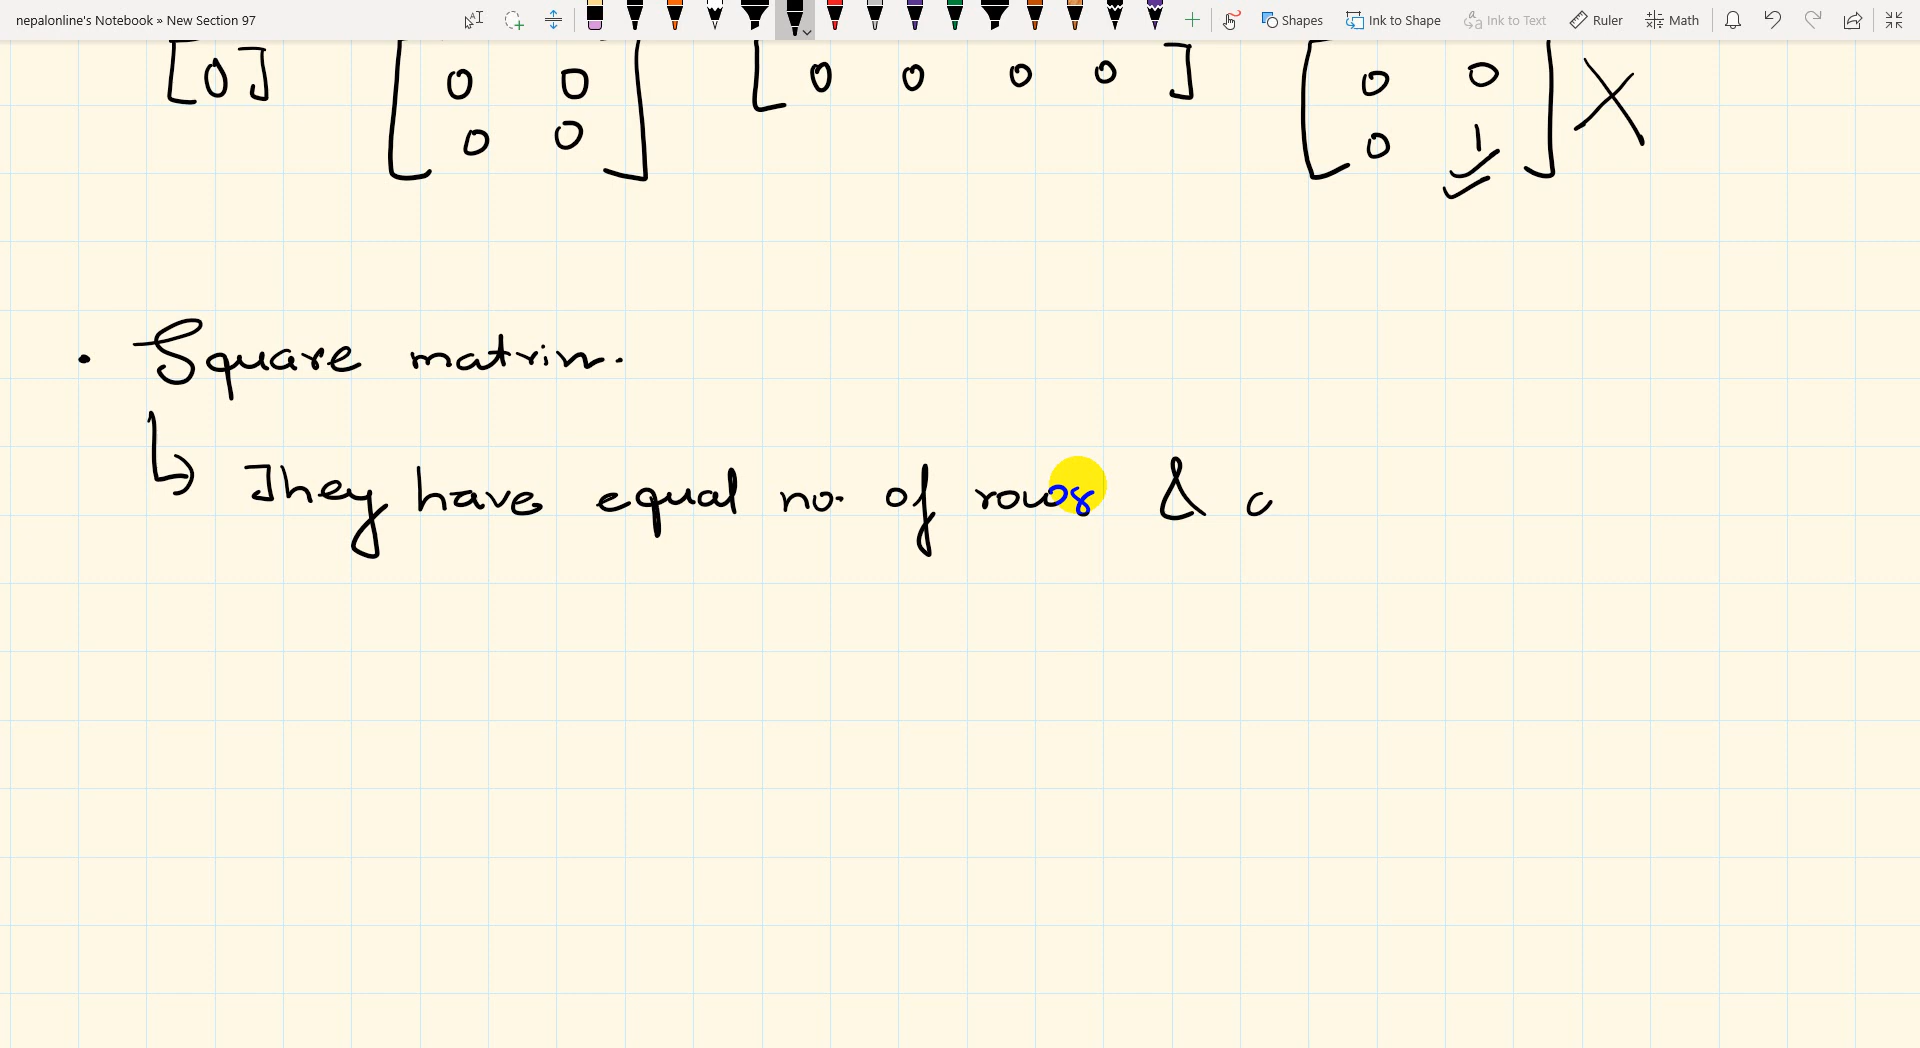 nepalonline's Notebook » New Section 97
Shapes Ink to Shape Ink to Text Ruler Math
[0] 0 0 0 0 0 0 ] 0 0
0 0 0 1
• Square matrix.
They have equal no. of rows & c